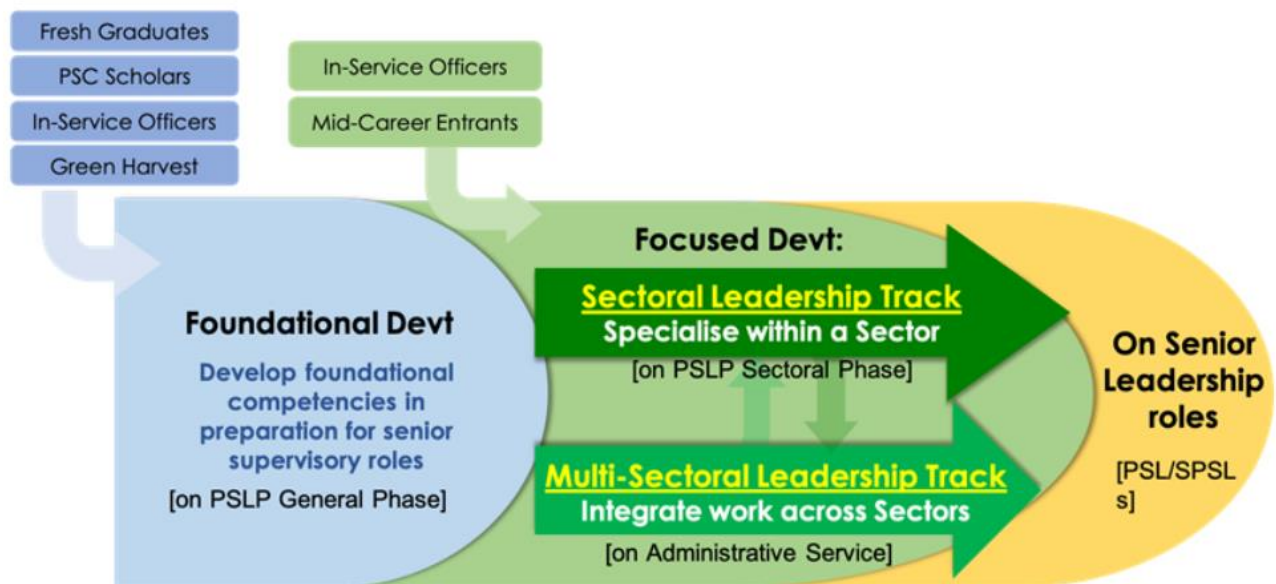 Fresh Graduates
PSC Scholars
In-Service Officers
Green Harvest
In-Service Officers
Mid-Career Entrants
Foundational Devt
Develop foundational
competencies in
preparation for senior
supervisory roles
[on PSLP General Phase]
Focused Devt:
Sectoral Leadership Track
Specialise within a Sector
[on PSLP Sectoral Phase]
Multi-Sectoral Leadership Track
Integrate work across Sectors
[on Administrative Service]
On Senior
Leadership
roles
[PSL/SPSL
s]